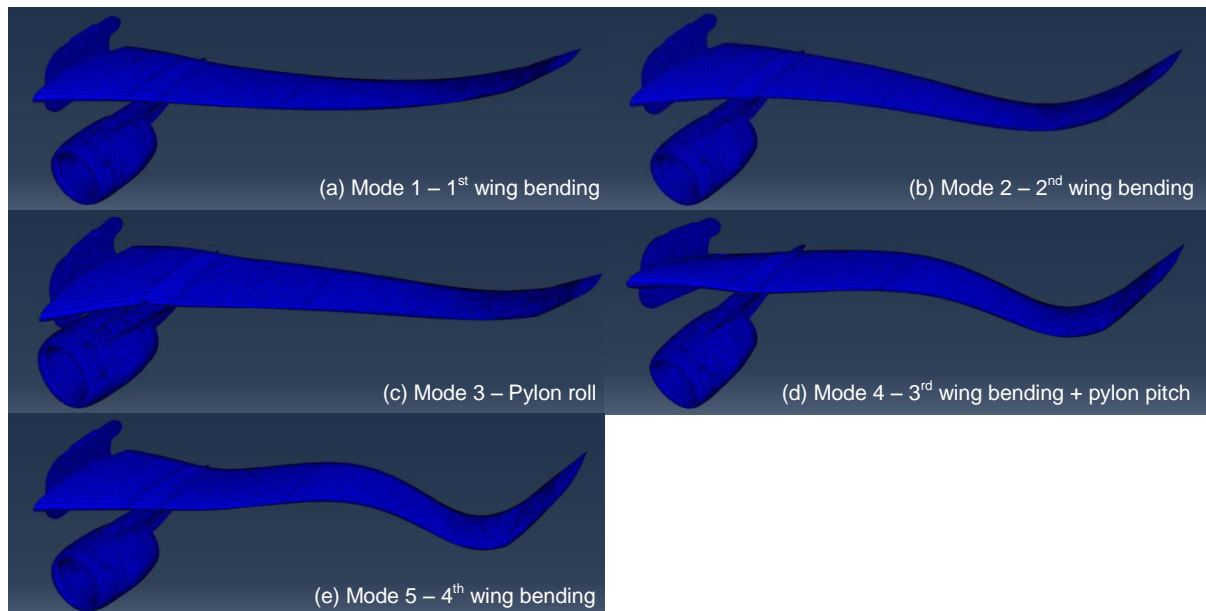 (a) Mode 1 – 1st wing bending
(b) Mode 2 – 2nd wing bending
(c) Mode 3 – Pylon roll
(d) Mode 4 – 3rd wing bending + pylon pitch
(e) Mode 5 – 4th wing bending